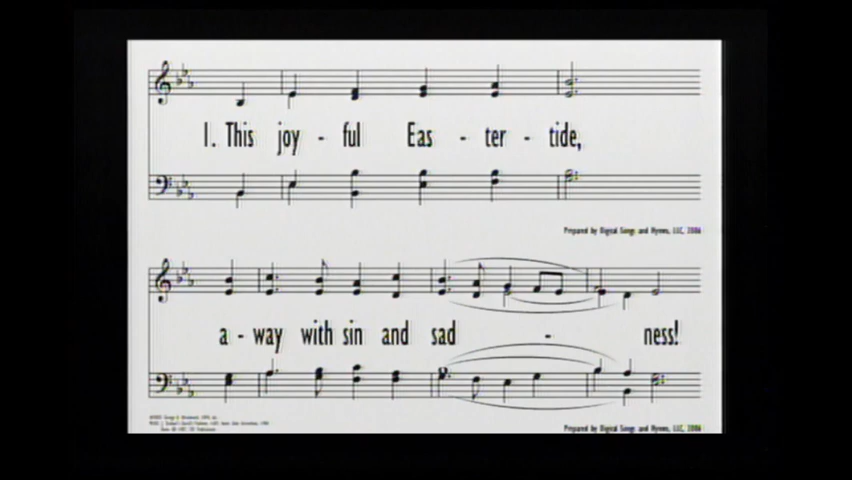 1. This joy - ful Eas - ter - tide,
Prepared by Digital Songs and Hymns, LLC, 2006
a - way with sin and sad - ness!
Prepared by Digital Songs and Hymns, LLC, 2006